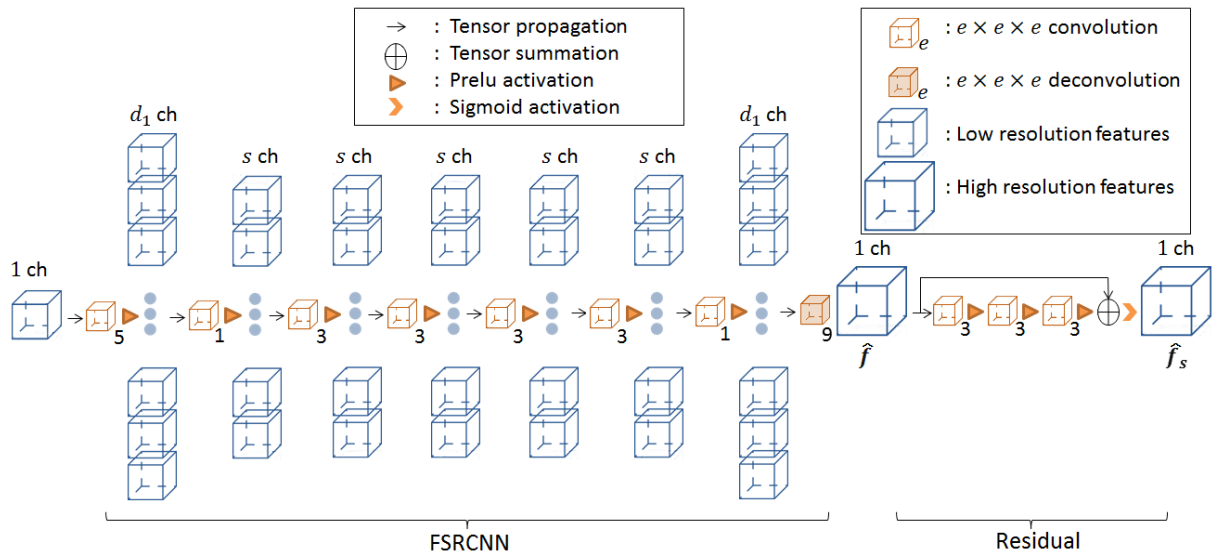 : Tensor propagation
: Tensor summation
: Prelu activation
: Sigmoid activation
e : e × e × e convolution
e : e × e × e deconvolution
: Low resolution features
: High resolution features
d₁ ch
s ch
s ch
s ch
s ch
s ch
d₁ ch
1 ch
1 ch
1 ch
5
1
3
3
3
3
1
9
3
3
3
f̂
f̂ₛ
FSRCNN
Residual